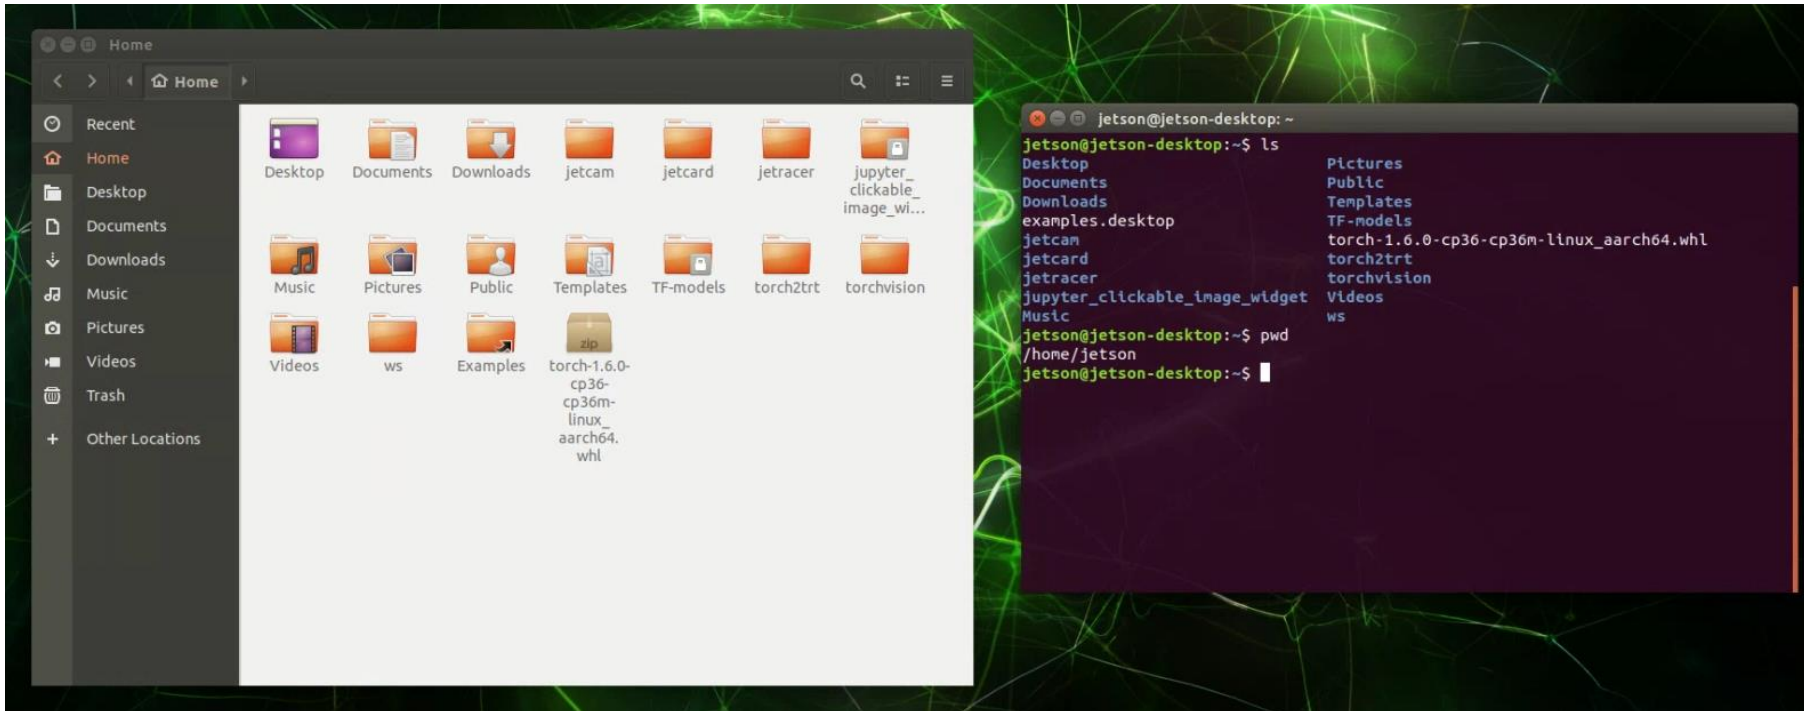 Home
Home
Recent
Home
Desktop
Documents
Downloads
Music
Pictures
Videos
Trash
Other Locations
Desktop
Documents
Downloads
jetcam
jetcard
jetracer
jupyter_
clickable_
image_wi...
Music
Pictures
Public
Templates
TF-models
torch2trt
torchvision
Videos
ws
Examples
zip
torch-1.6.0-
cp36-
cp36m-
linux_
aarch64.
whl
jetson@jetson-desktop: ~
jetson@jetson-desktop:~$ ls
Desktop Pictures
Documents Public
Downloads Templates
examples.desktop TF-models
jetcam torch-1.6.0-cp36-cp36m-linux_aarch64.whl
jetcard torch2trt
jetracer torchvision
jupyter_clickable_image_widget Videos
Music ws
jetson@jetson-desktop:~$ pwd
/home/jetson
jetson@jetson-desktop:~$